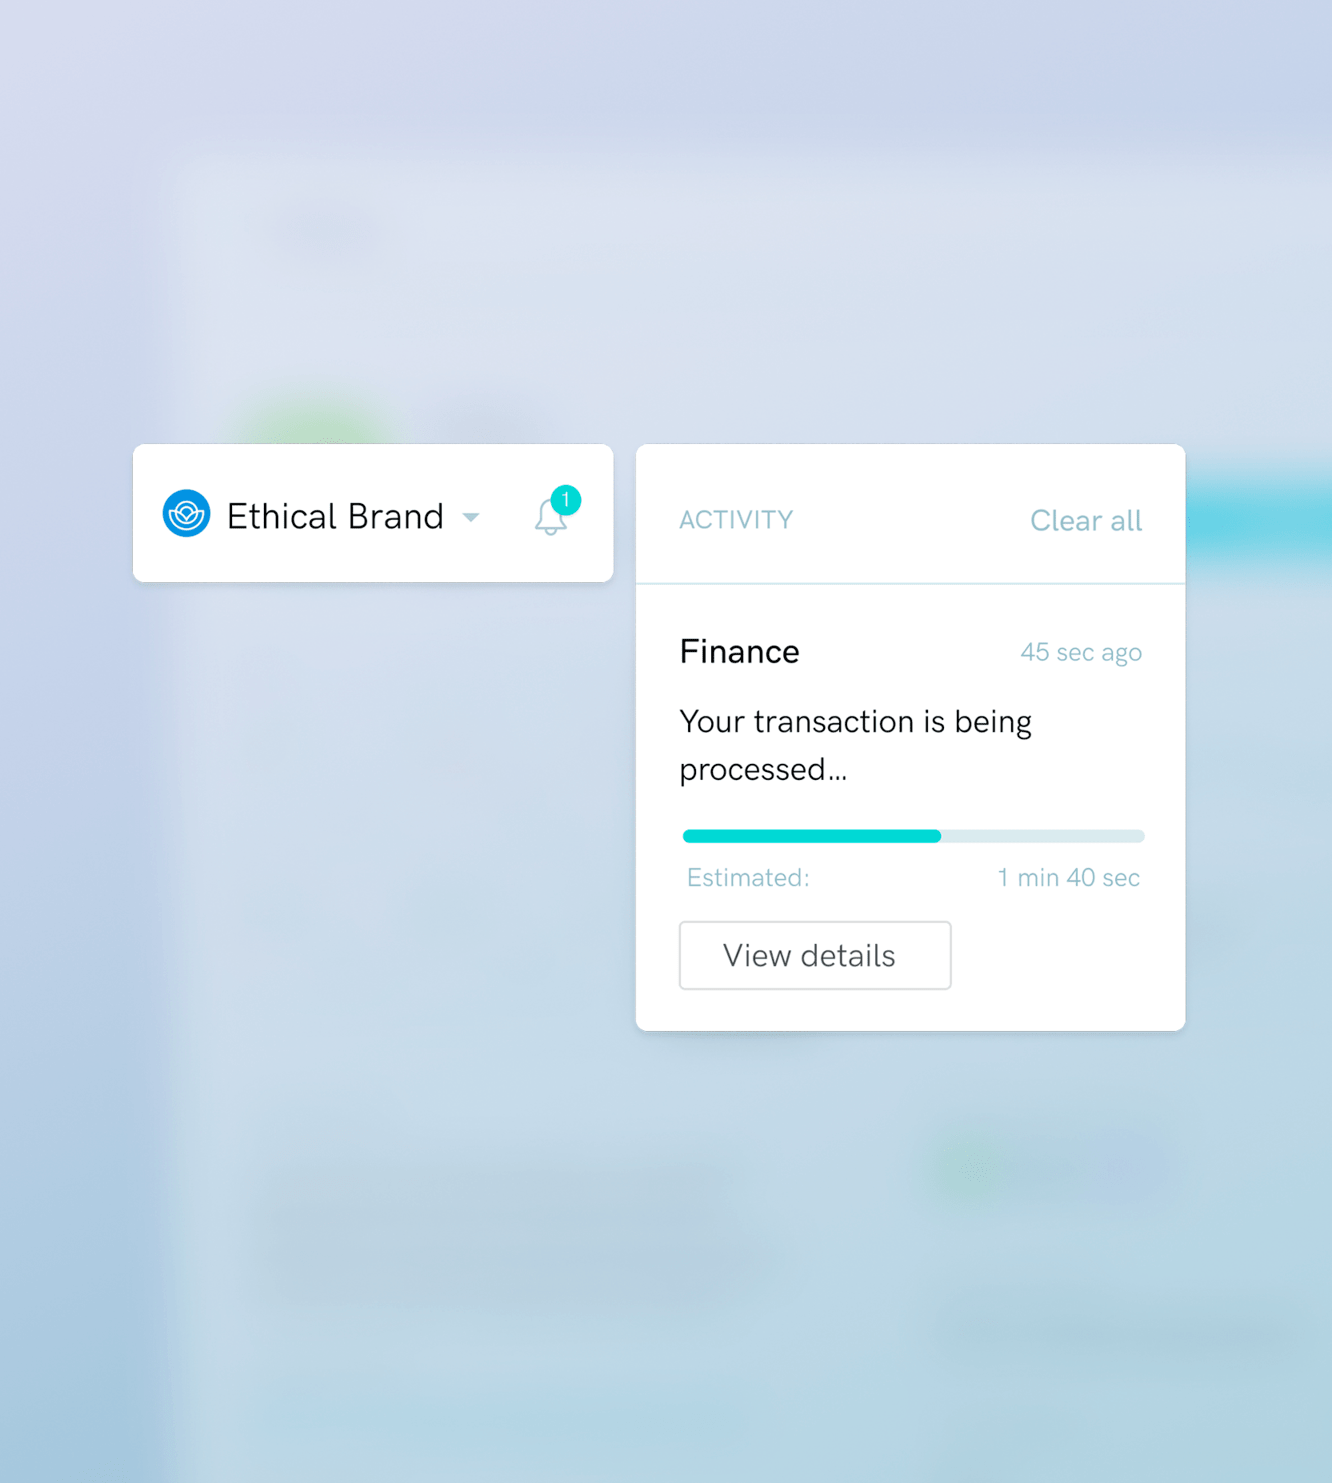 Ethical Brand
1
ACTIVITY
Clear all
Finance
45 sec ago
Your transaction is being
processed...
Estimated:
1 min 40 sec
View details